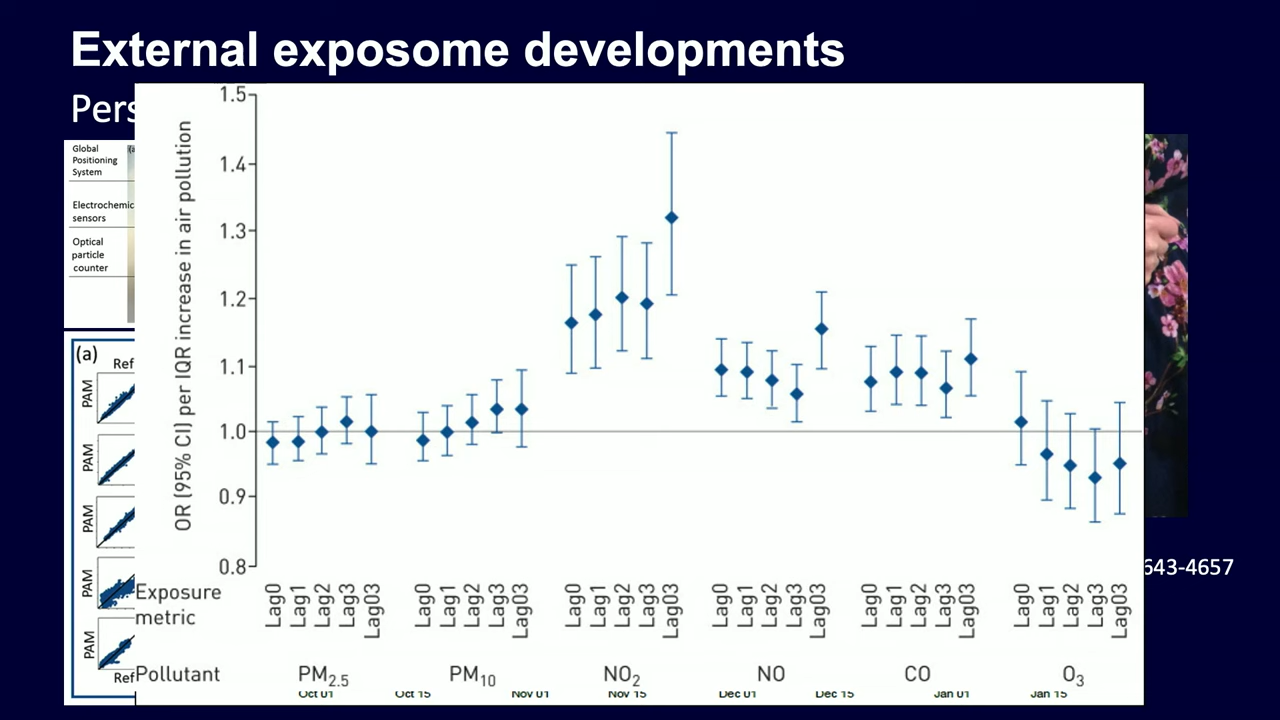 External exposome developments
Pers
Global
Positioning
System
(a
Electrochemic
sensors
Optical
particle
counter
(a)
Ref
PAM
PAM
PAM
PAM
PAM
Ref
OR (95% CI) per IQR increase in air pollution
1.5
1.4
1.3
1.2
1.1
1.0
0.9
0.8
Exposure
metric
Lag0 Lag1 Lag2 Lag3 Lag03 Lag0 Lag1 Lag2 Lag3 Lag03 Lag0 Lag1 Lag2 Lag3 Lag03 Lag0 Lag1 Lag2 Lag3 Lag03 Lag0 Lag1 Lag2 Lag3 Lag03 Lag0 Lag1 Lag2 Lag3 Lag03
Pollutant PM2.5 PM10 NO2 NO CO O3
Oct 01 Oct 15 Nov 01 Nov 15 Dec 01 Dec 15 Jan 01 Jan 15
643-4657